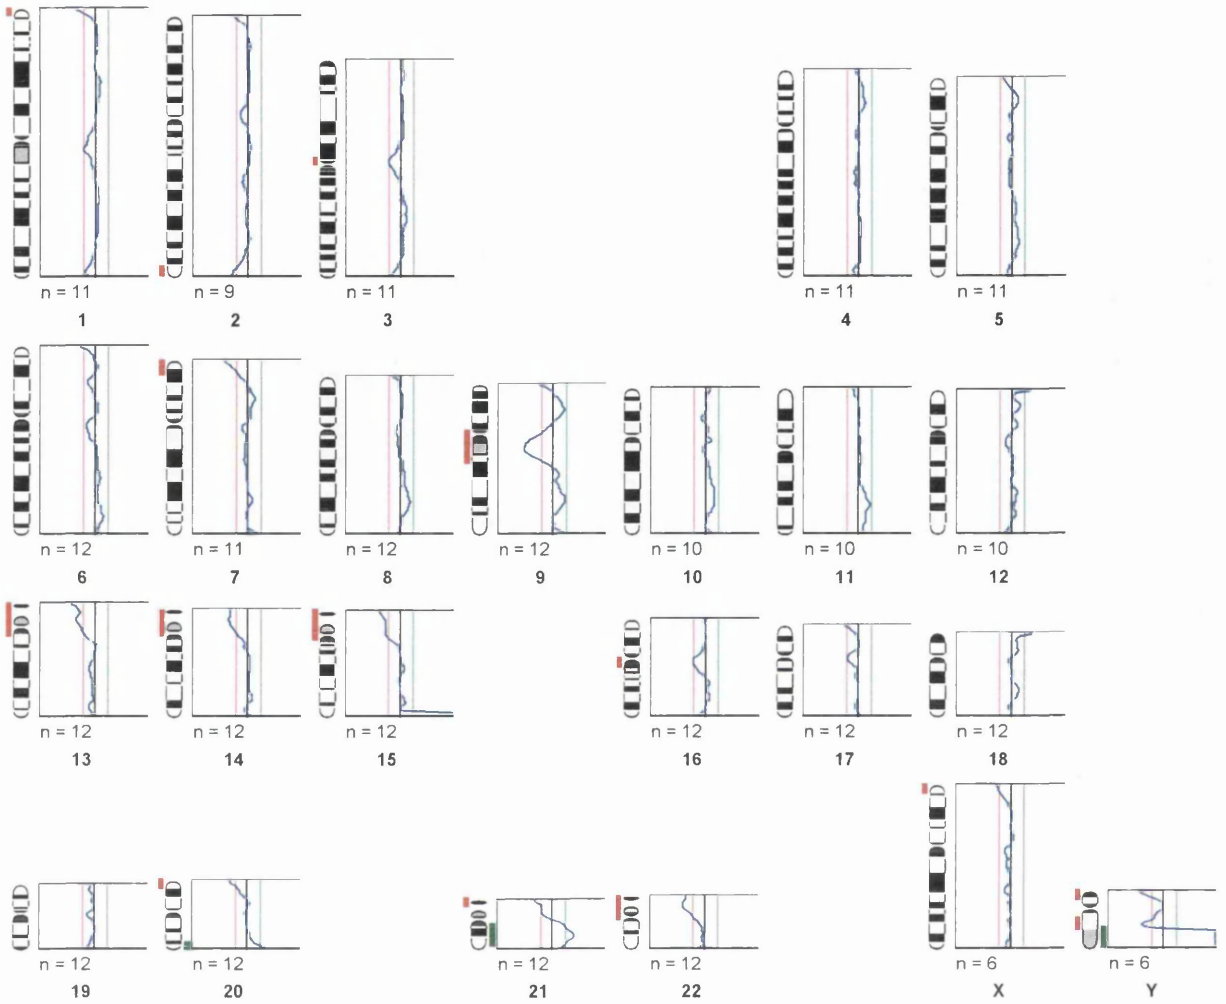 n = 11 n = 9 n = 11 n = 11 n = 11
1 2 3 4 5
n = 12 n = 11 n = 12 n = 12 n = 10 n = 10 n = 10
6 7 8 9 10 11 12
n = 12 n = 12 n = 12 n = 12 n = 12 n = 12
13 14 15 16 17 18
n = 12 n = 12 n = 12 n = 12 n = 6 n = 6
19 20 21 22 X Y